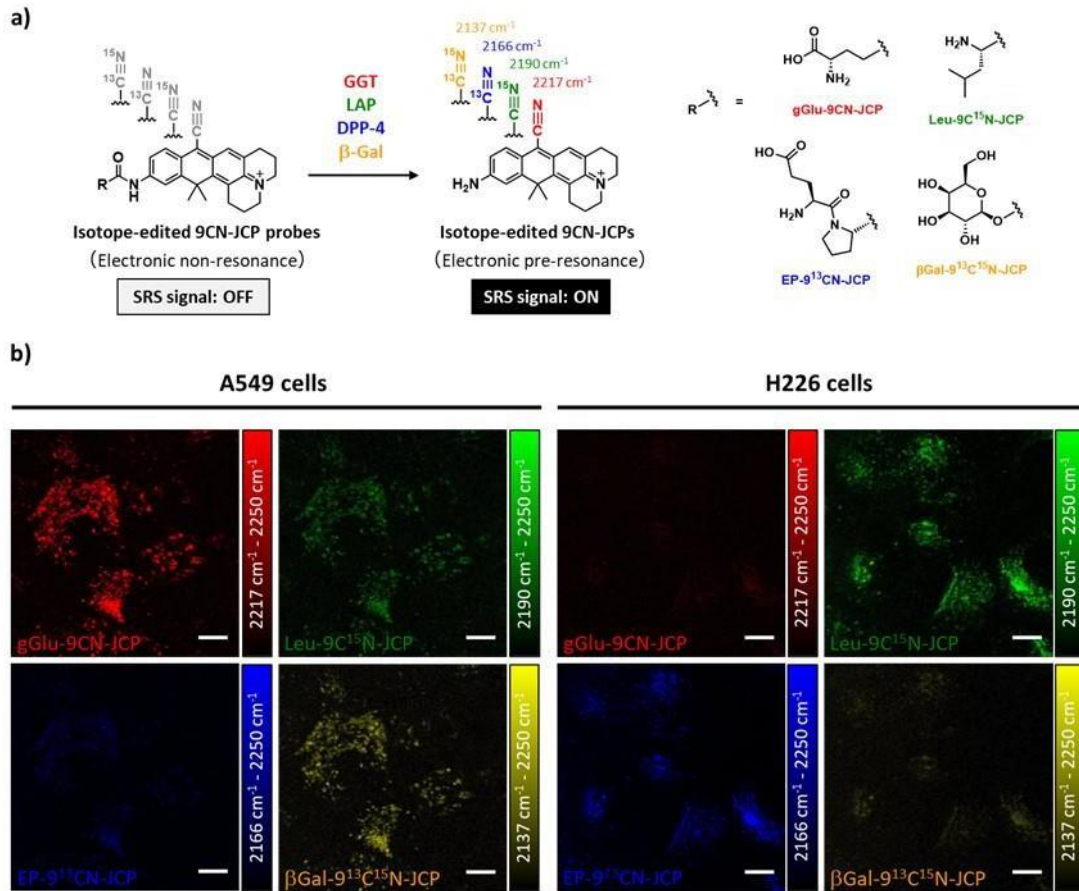 a)
2137 cm⁻¹
2166 cm⁻¹
2190 cm⁻¹
2217 cm⁻¹
¹⁵N
¹³C
N
¹³C
¹⁵N
C
N
C
O
R
N
H
N⁺
GGT
LAP
DPP-4
β-Gal
¹⁵N
¹³C
N
¹³C
¹⁵N
C
N
C
H₂N
N⁺
Isotope-edited 9CN-JCP probes
(Electronic non-resonance)
SRS signal: OFF
Isotope-edited 9CN-JCPs
(Electronic pre-resonance)
SRS signal: ON
R =
O
HO
NH₂
gGlu-9CN-JCP
H₂N
Leu-9C¹⁵N-JCP
HO
O
NH₂
O
N
EP-9¹³CN-JCP
OH
HO
O
HO
O
OH
βGal-9¹³C¹⁵N-JCP
b)
A549 cells
H226 cells
gGlu-9CN-JCP
2217 cm⁻¹ - 2250 cm⁻¹
Leu-9C¹⁵N-JCP
2190 cm⁻¹ - 2250 cm⁻¹
gGlu-9CN-JCP
2217 cm⁻¹ - 2250 cm⁻¹
Leu-9C¹⁵N-JCP
2190 cm⁻¹ - 2250 cm⁻¹
EP-9¹³CN-JCP
2166 cm⁻¹ - 2250 cm⁻¹
βGal-9¹³C¹⁵N-JCP
2137 cm⁻¹ - 2250 cm⁻¹
EP-9¹³CN-JCP
2166 cm⁻¹ - 2250 cm⁻¹
βGal-9¹³C¹⁵N-JCP
2137 cm⁻¹ - 2250 cm⁻¹